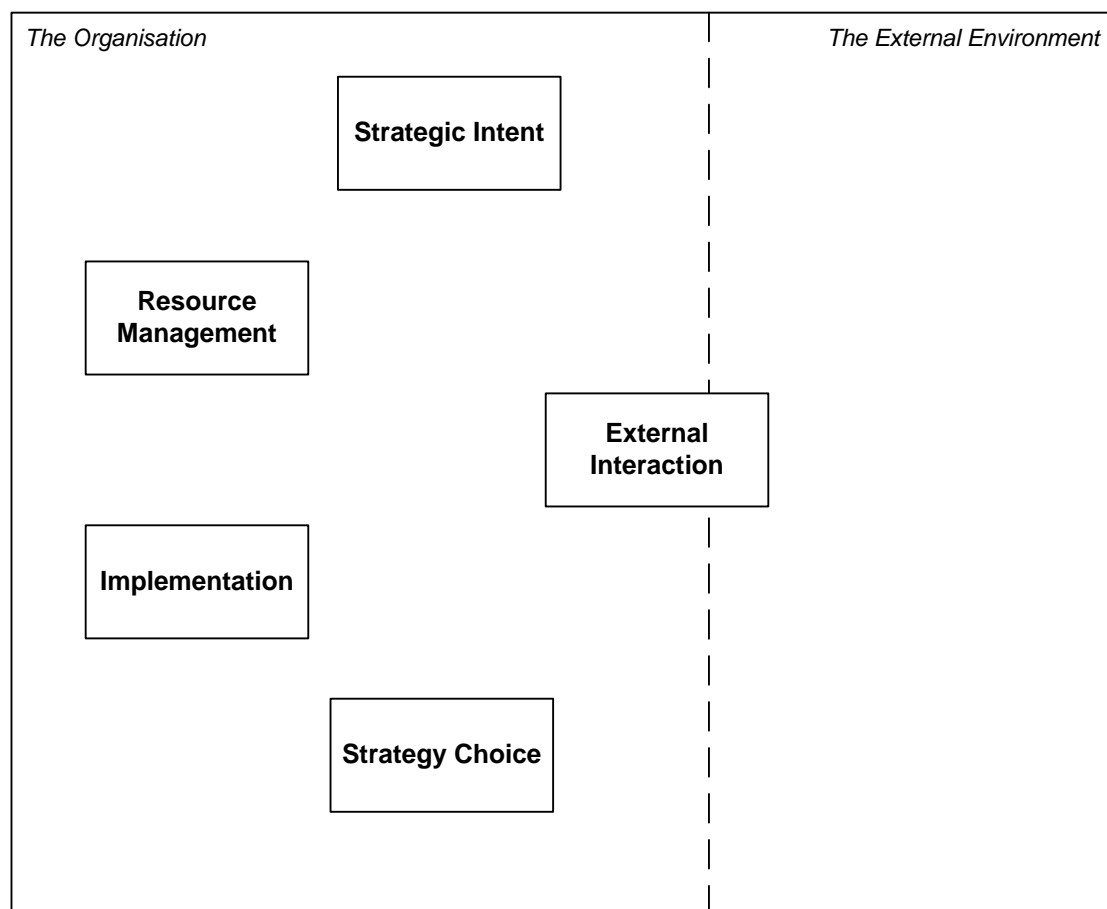 The Organisation
The External Environment
Strategic Intent
Resource
Management
External
Interaction
Implementation
Strategy Choice